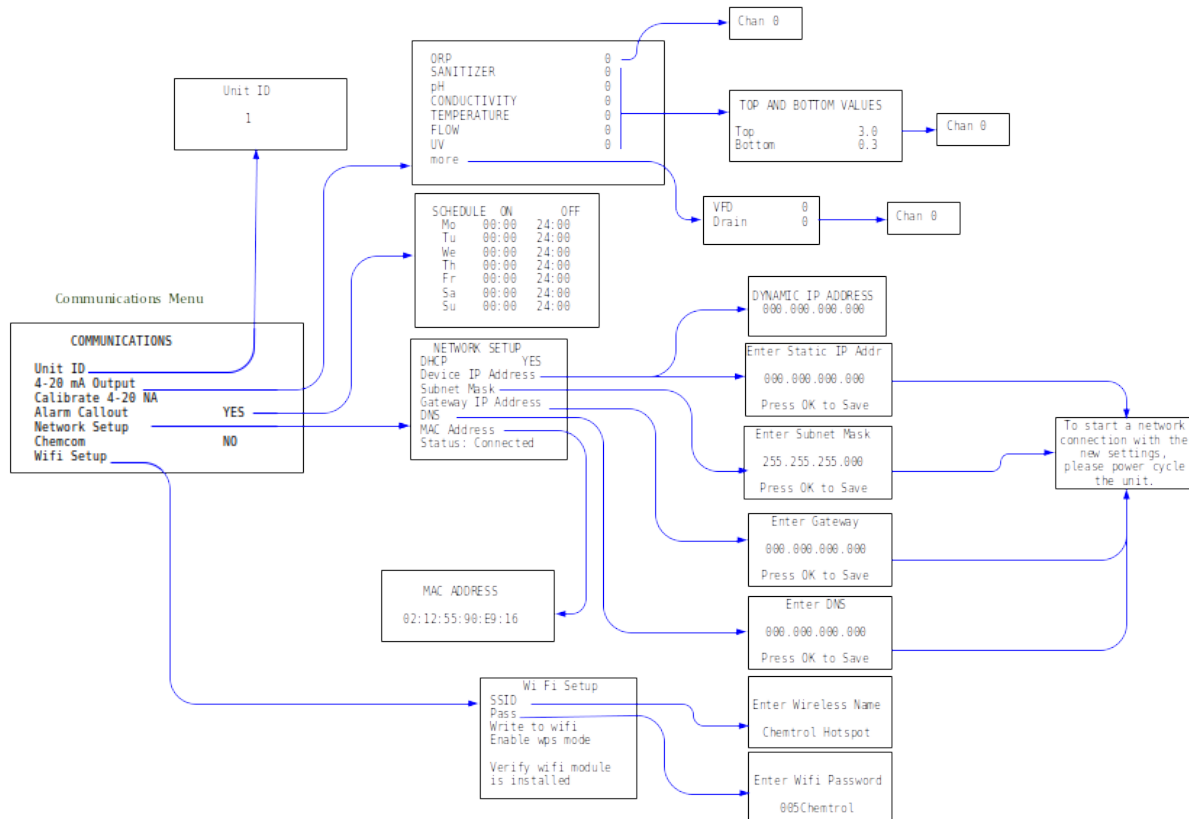 Chan 0
ORP 0
SANITIZER 0
pH 0
CONDUCTIVITY 0
TEMPERATURE 0
FLOW 0
UV 0
more
Unit ID
1
TOP AND BOTTOM VALUES
Top 3.0
Bottom 0.3
Chan 0
VFD 0
Drain 0
Chan 0
SCHEDULE ON OFF
Mo 00:00 24:00
Tu 00:00 24:00
We 00:00 24:00
Th 00:00 24:00
Fr 00:00 24:00
Sa 00:00 24:00
Su 00:00 24:00
Communications Menu
COMMUNICATIONS
Unit ID
4-20 mA Output
Calibrate 4-20 NA
Alarm Callout YES
Network Setup
Chemcom NO
Wifi Setup
NETWORK SETUP
DHCP YES
Device IP Address
Subnet Mask
Gateway IP Address
DNS
MAC Address
Status: Connected
DYNAMIC IP ADDRESS
000.000.000.000
Enter Static IP Addr
000.000.000.000
Press OK to Save
Enter Subnet Mask
255.255.255.000
Press OK to Save
To start a network
connection with the
new settings,
please power cycle
the unit.
Enter Gateway
000.000.000.000
Press OK to Save
MAC ADDRESS
02:12:55:90:E9:16
Enter DNS
000.000.000.000
Press OK to Save
Wi Fi Setup
SSID
Pass
Write to wifi
Enable wps mode
Verify wifi module
is installed
Enter Wireless Name
Chemtrol Hotspot
Enter Wifi Password
005Chemtrol